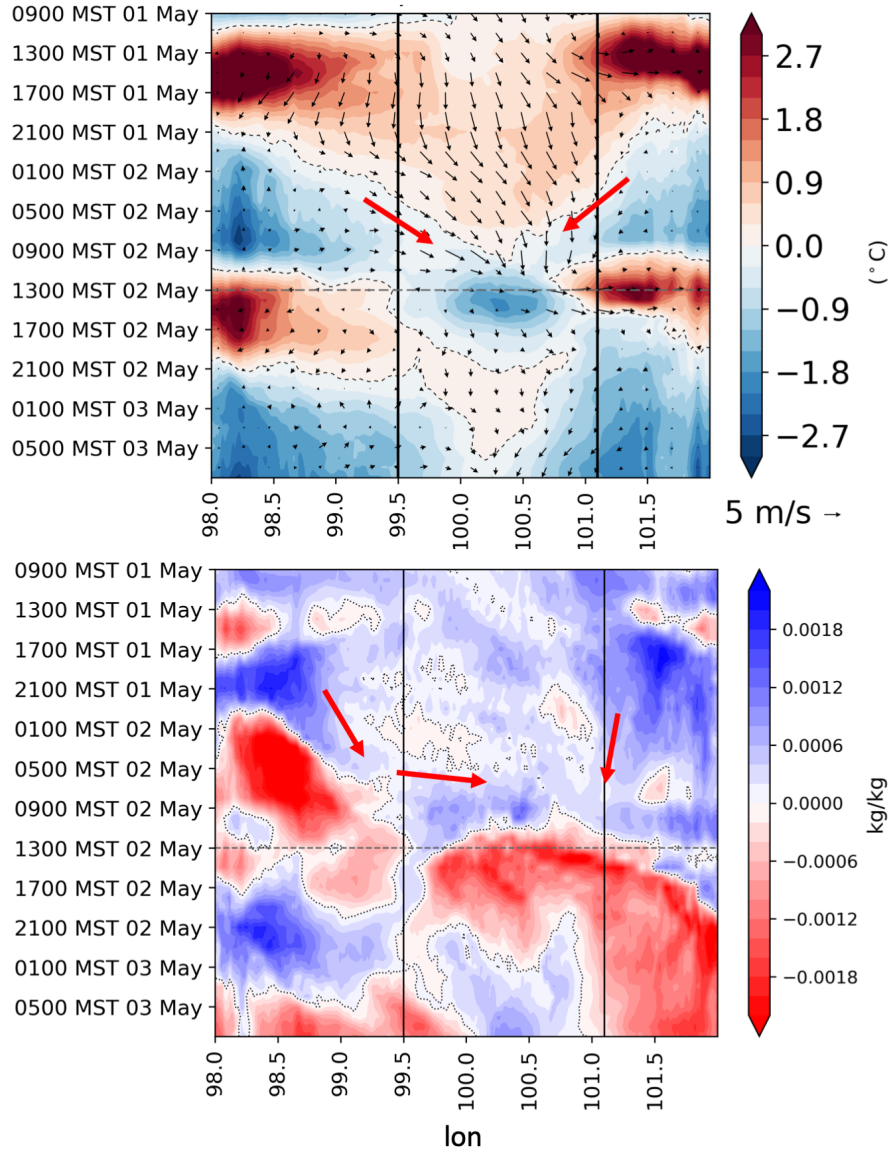 0900 MST 01 May
1300 MST 01 May
1700 MST 01 May
2100 MST 01 May
0100 MST 02 May
0500 MST 02 May
0900 MST 02 May
1300 MST 02 May
1700 MST 02 May
2100 MST 02 May
0100 MST 03 May
0500 MST 03 May
98.0
98.5
99.0
99.5
100.0
100.5
101.0
101.5
2.7
1.8
0.9
0.0
−0.9
−1.8
−2.7
(°C)
5 m/s
0900 MST 01 May
1300 MST 01 May
1700 MST 01 May
2100 MST 01 May
0100 MST 02 May
0500 MST 02 May
0900 MST 02 May
1300 MST 02 May
1700 MST 02 May
2100 MST 02 May
0100 MST 03 May
0500 MST 03 May
98.0
98.5
99.0
99.5
100.0
100.5
101.0
101.5
lon
0.0018
0.0012
0.0006
0.0000
−0.0006
−0.0012
−0.0018
kg/kg